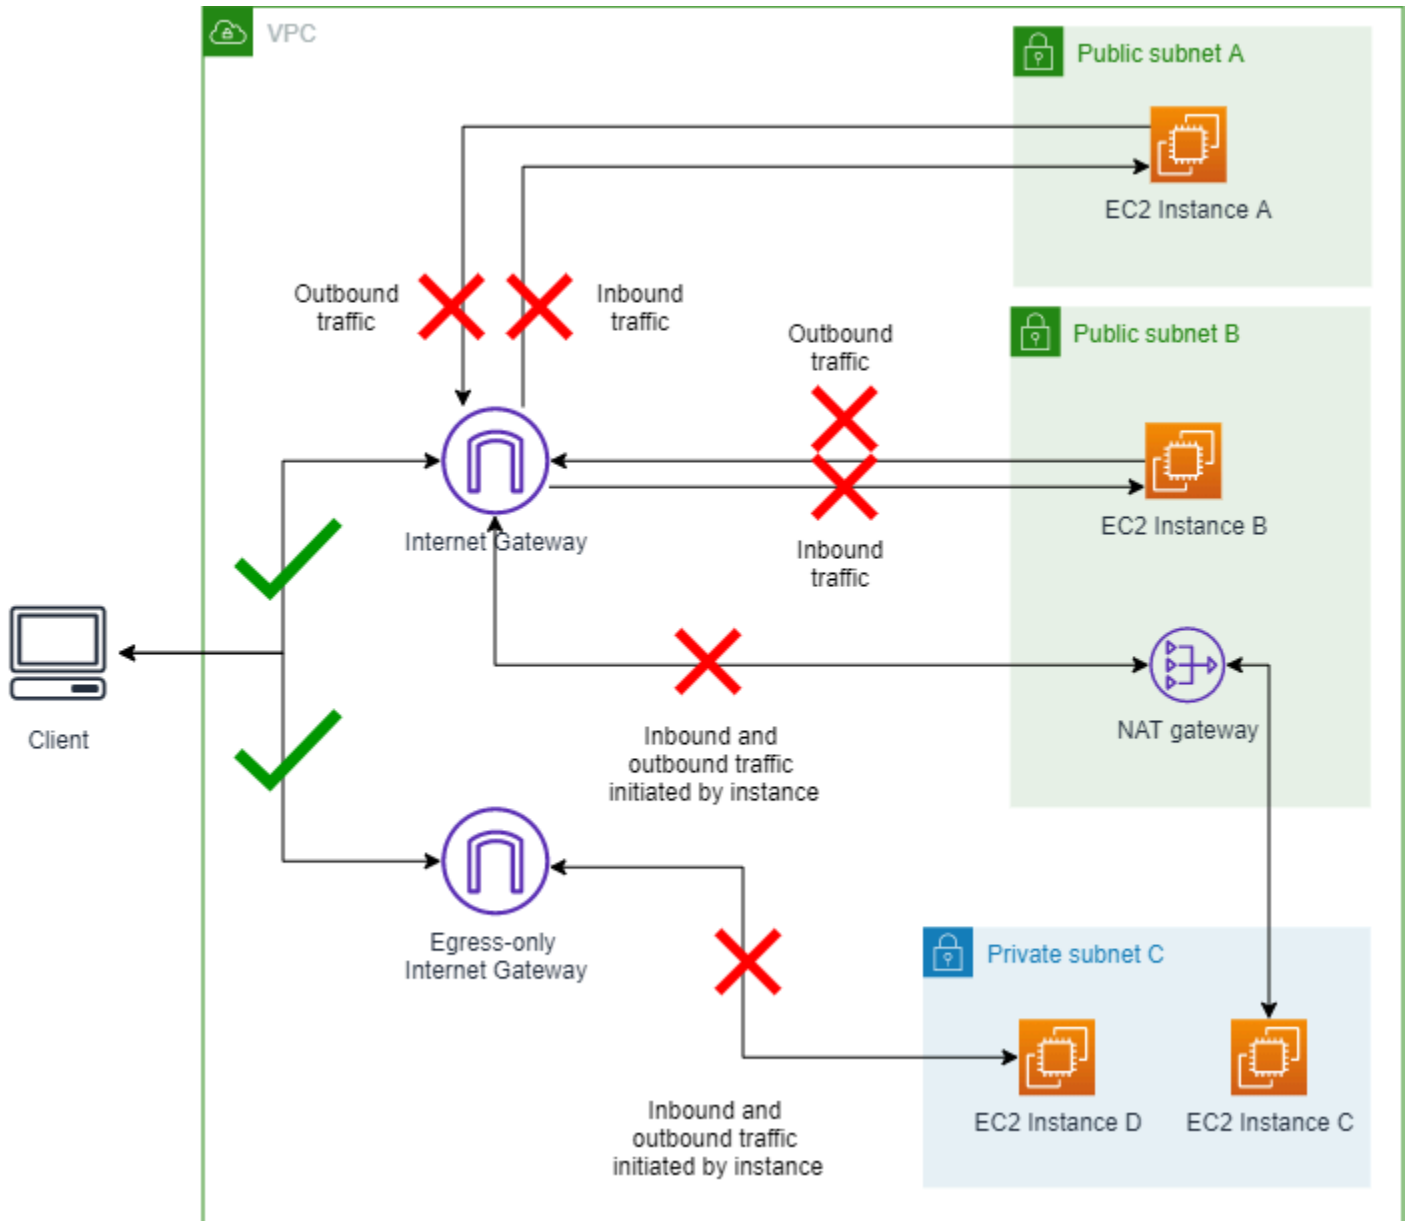 VPC
Public subnet A
EC2 Instance A
Outbound
traffic
Inbound
traffic
Public subnet B
Outbound
traffic
EC2 Instance B
Internet Gateway
Inbound
traffic
Client
NAT gateway
Inbound and
outbound traffic
initiated by instance
Egress-only
Internet Gateway
Private subnet C
EC2 Instance D
EC2 Instance C
Inbound and
outbound traffic
initiated by instance